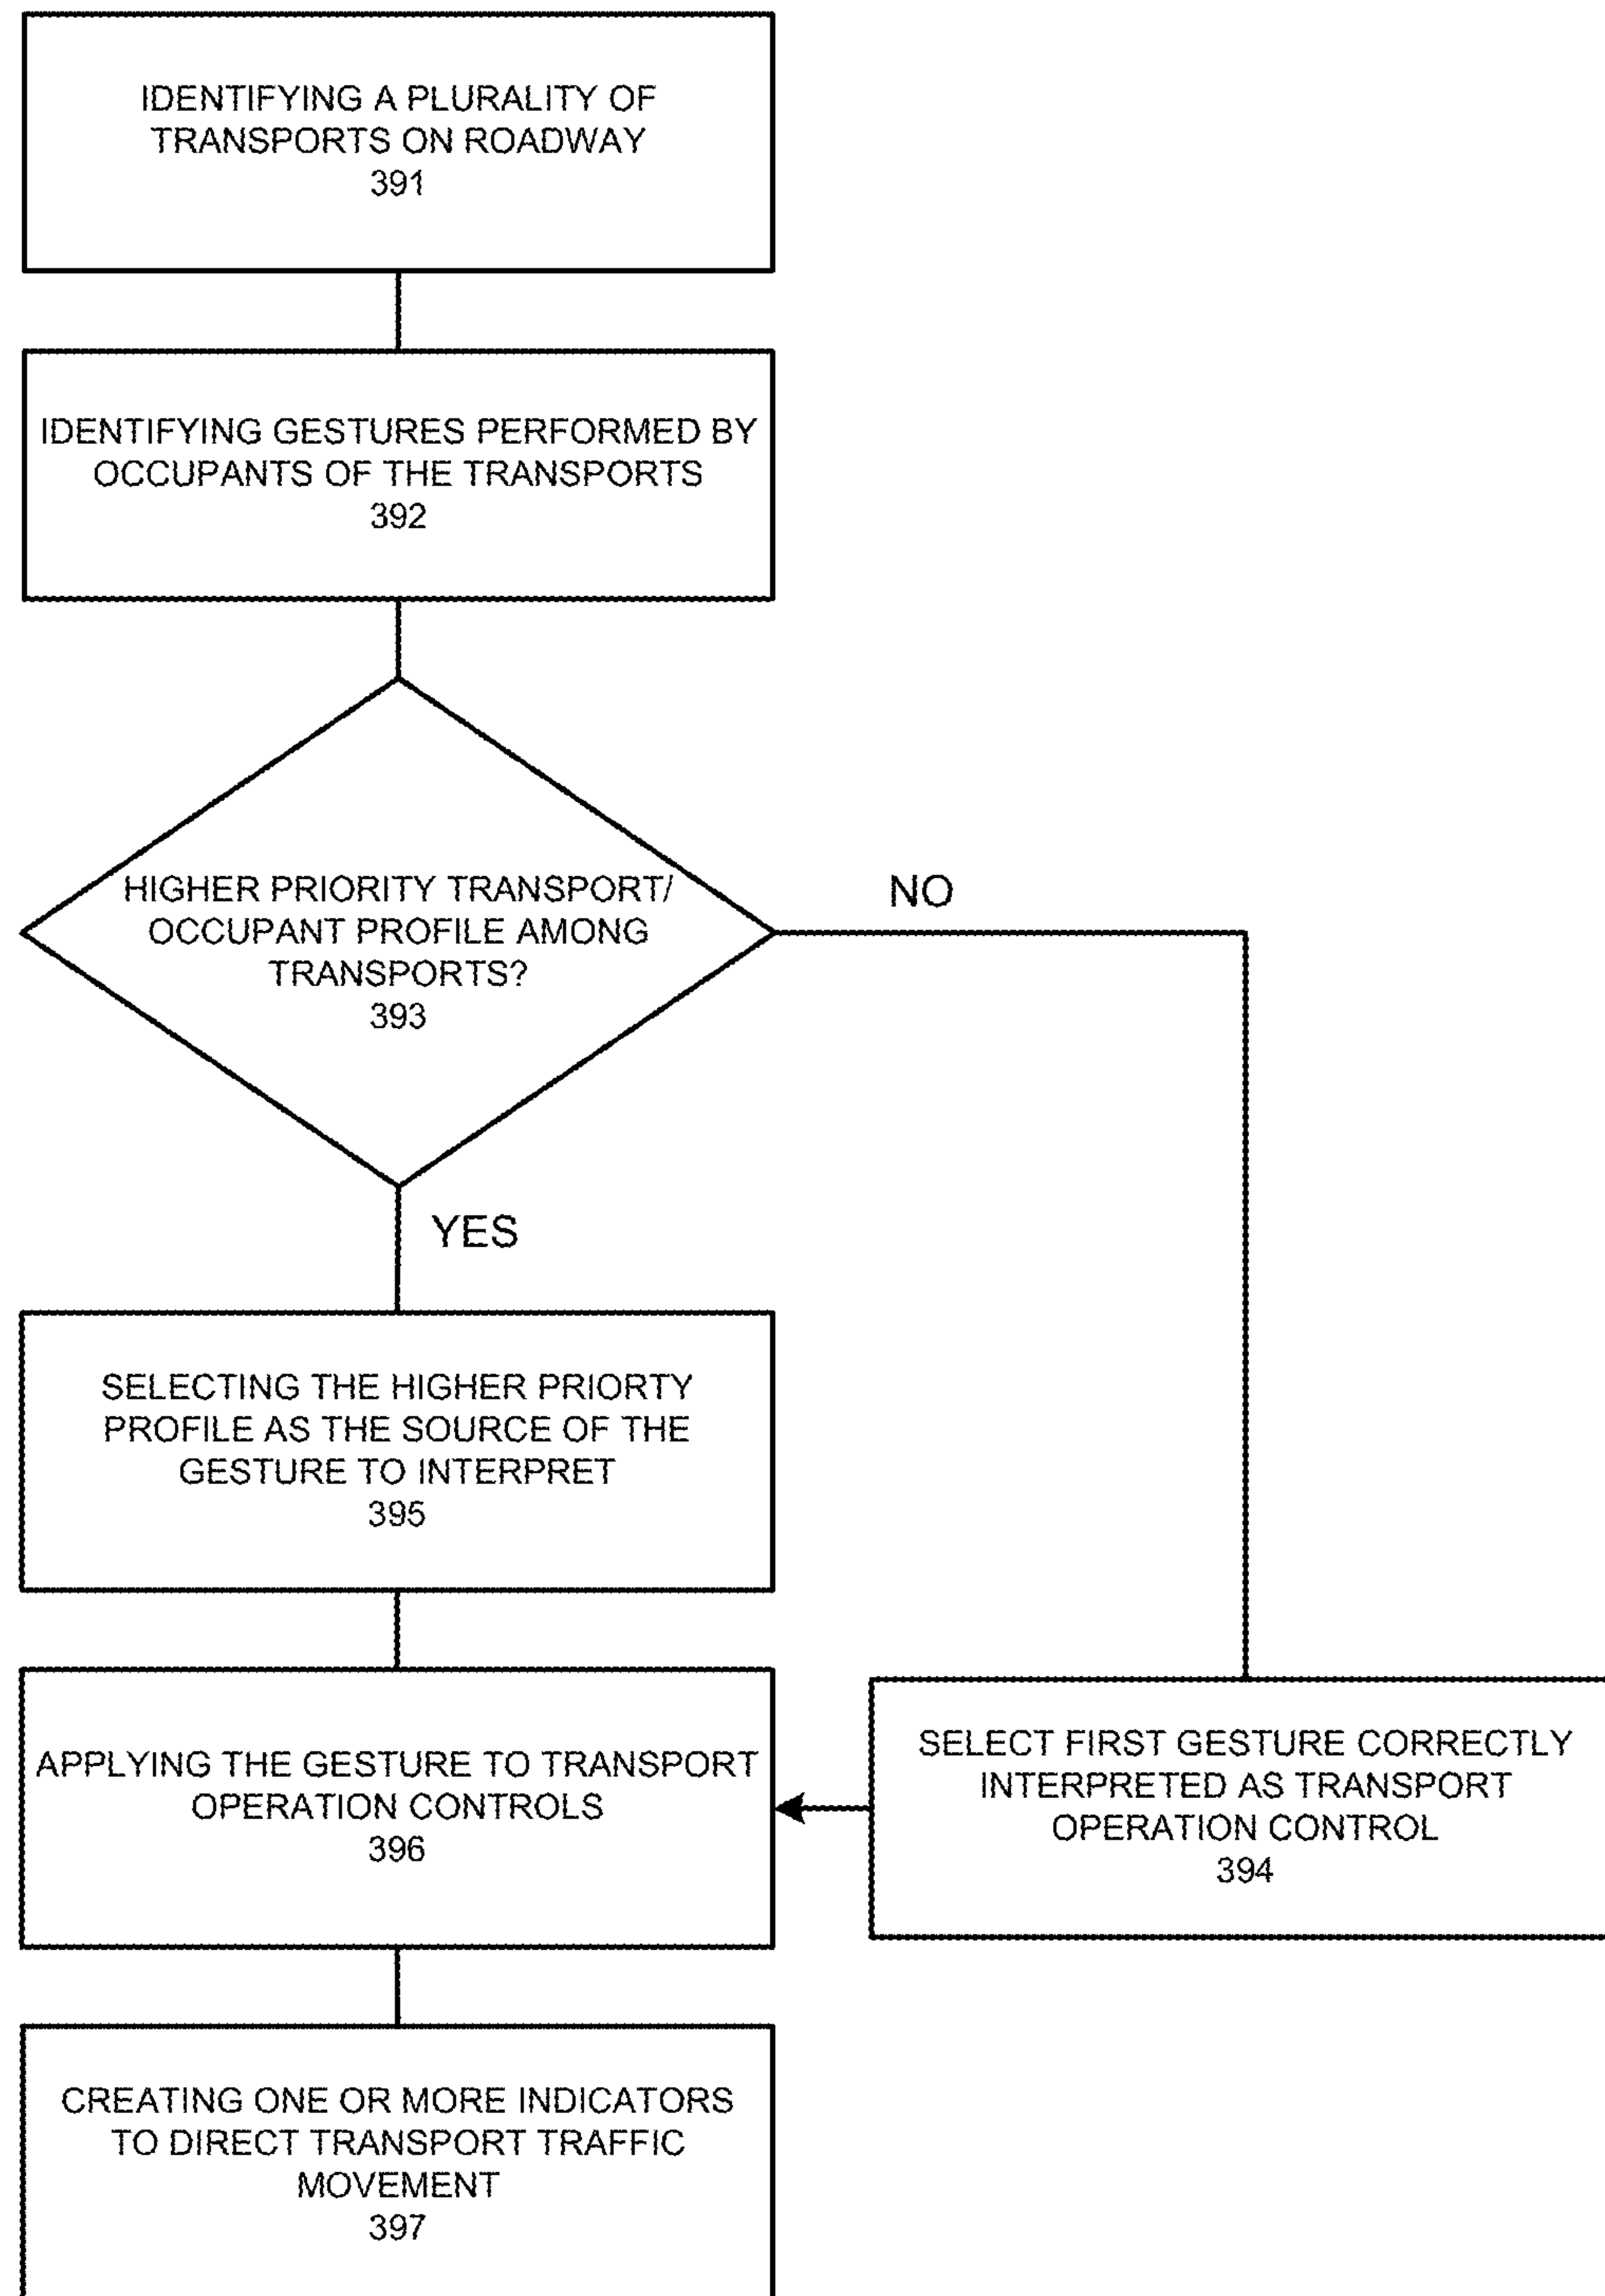 IDENTIFYING A PLURALITY OF
TRANSPORTS ON ROADWAY
391
IDENTIFYING GESTURES PERFORMED BY
OCCUPANTS OF THE TRANSPORTS
392
HIGHER PRIORITY TRANSPORT/
OCCUPANT PROFILE AMONG
TRANSPORTS?
393
NO
YES
SELECTING THE HIGHER PRIORTY
PROFILE AS THE SOURCE OF THE
GESTURE TO INTERPRET
395
APPLYING THE GESTURE TO TRANSPORT
OPERATION CONTROLS
396
SELECT FIRST GESTURE CORRECTLY
INTERPRETED AS TRANSPORT
OPERATION CONTROL
394
CREATING ONE OR MORE INDICATORS
TO DIRECT TRANSPORT TRAFFIC
MOVEMENT
397